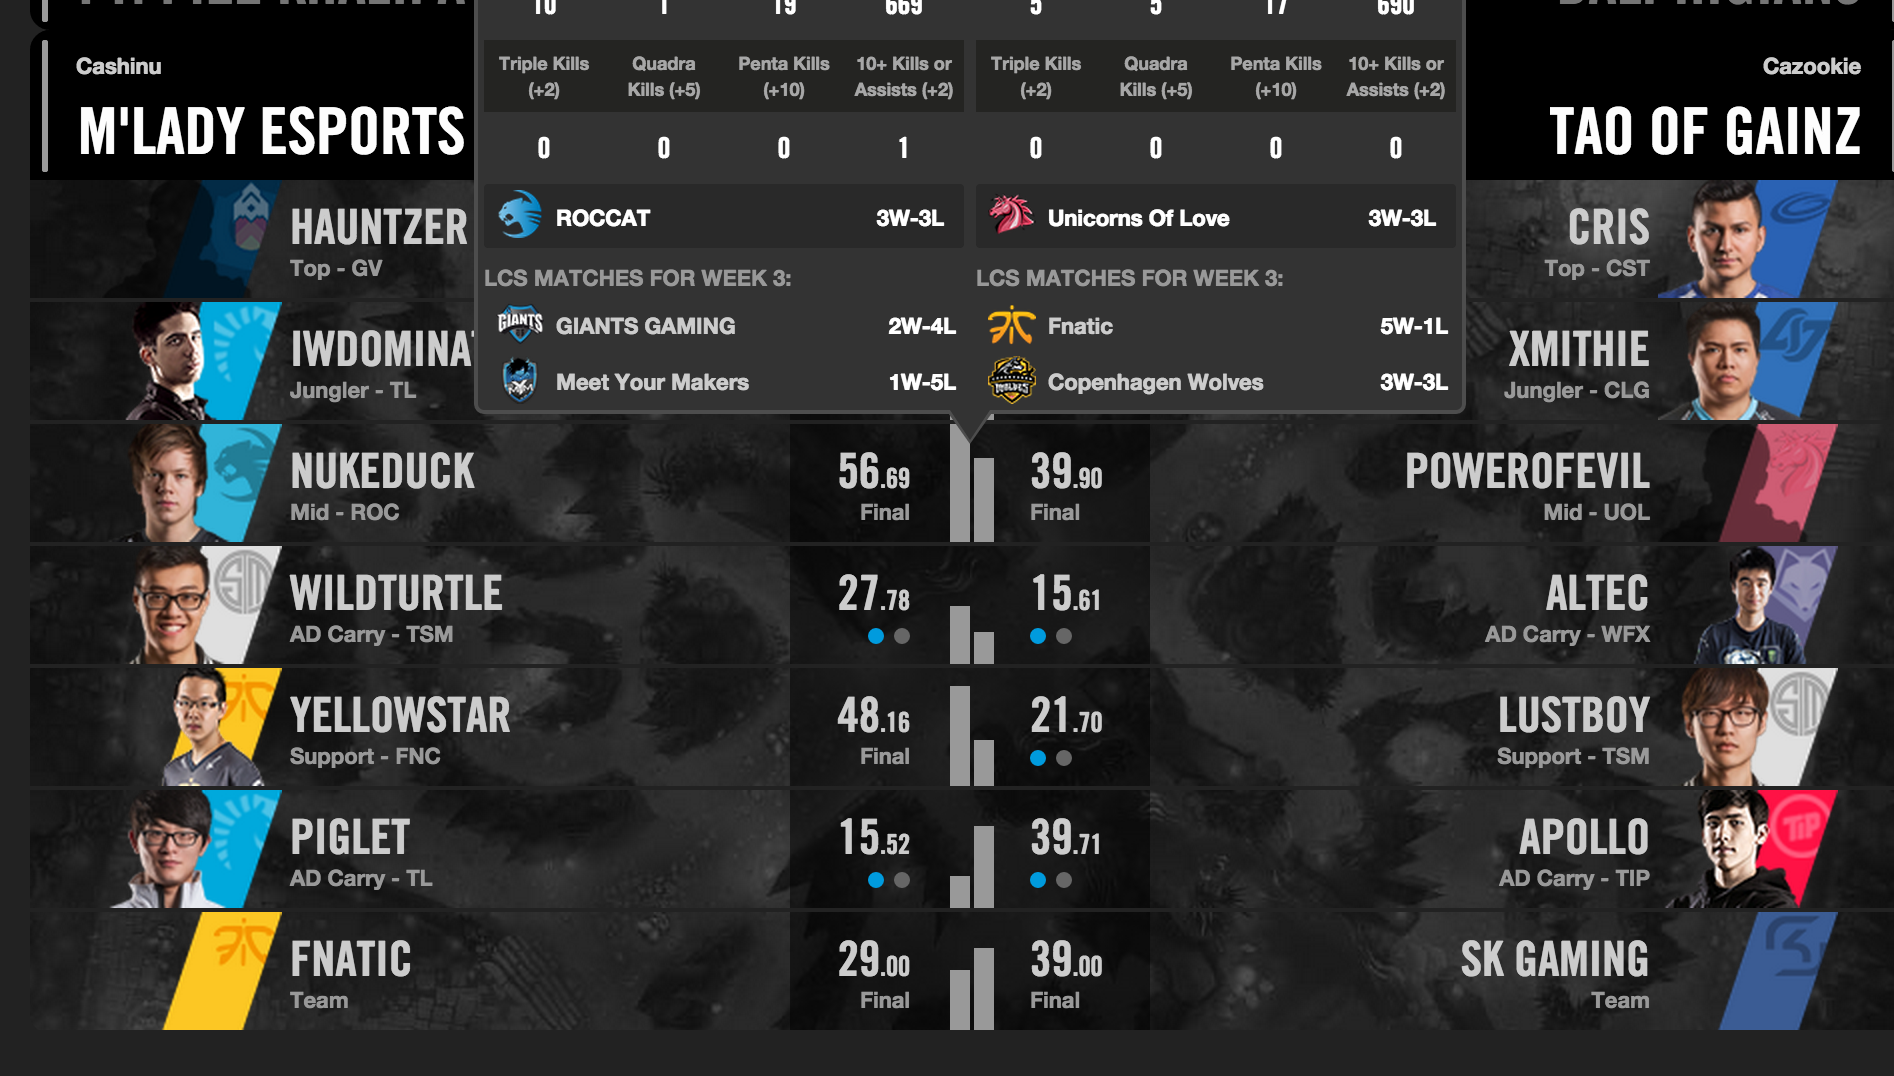 10 1 19 669 5 5 17 690
Cashinu
M'LADY ESPORTS
Triple Kills (+2) Quadra Kills (+5) Penta Kills (+10) 10+ Kills or Assists (+2)
0 0 0 1
Triple Kills (+2) Quadra Kills (+5) Penta Kills (+10) 10+ Kills or Assists (+2)
0 0 0 0
Cazookie
TAO OF GAINZ
ROCCAT 3W-3L
Unicorns Of Love 3W-3L
LCS MATCHES FOR WEEK 3:
GIANTS GAMING 2W-4L
Meet Your Makers 1W-5L
LCS MATCHES FOR WEEK 3:
Fnatic 5W-1L
Copenhagen Wolves 3W-3L
HAUNTZER
Top - GV
CRIS
Top - CST
IWDOMINAT
Jungler - TL
XMITHIE
Jungler - CLG
NUKEDUCK 56.69 39.90 POWEROFEVIL
Mid - ROC Final Final Mid - UOL
WILDTURTLE 27.78 15.61 ALTEC
AD Carry - TSM AD Carry - WFX
YELLOWSTAR 48.16 21.70 LUSTBOY
Support - FNC Final Support - TSM
PIGLET 15.52 39.71 APOLLO
AD Carry - TL AD Carry - TIP
FNATIC 29.00 39.00 SK GAMING
Team Final Final Team